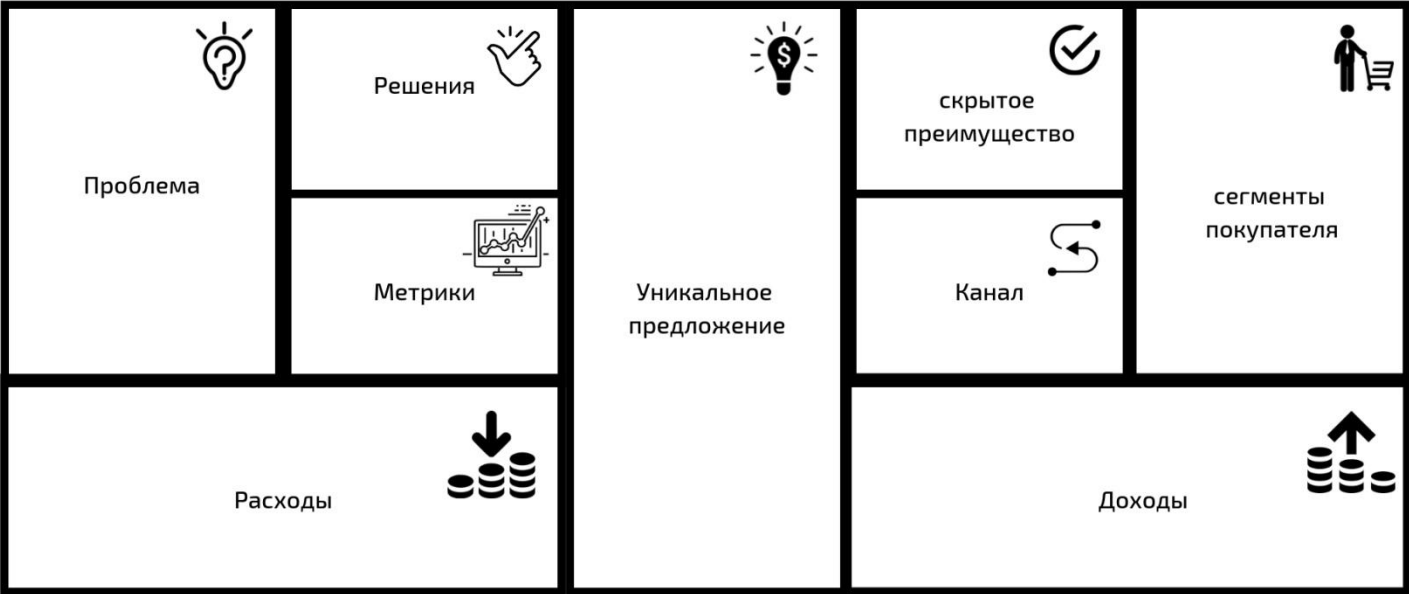 Проблема
Решения
Метрики
Уникальное
предложение
скрытое
преимущество
Канал
сегменты
покупателя
Расходы
Доходы